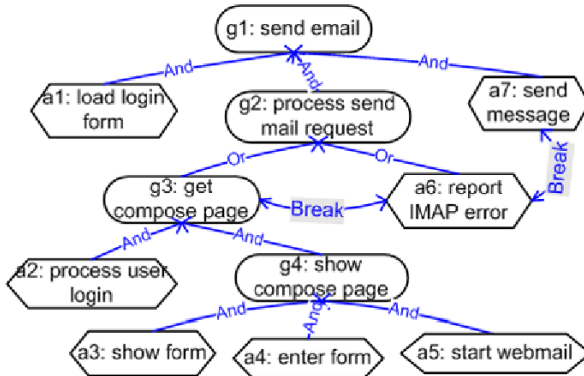 g1: send email
And
And
And
a1: load login
form
g2: process send
mail request
a7: send
message
Or
Or
Break
g3: get
compose page
Break
a6: report
IMAP error
And
And
a2: process user
login
g4: show
compose page
And
And
And
a3: show form
a4: enter form
a5: start webmail